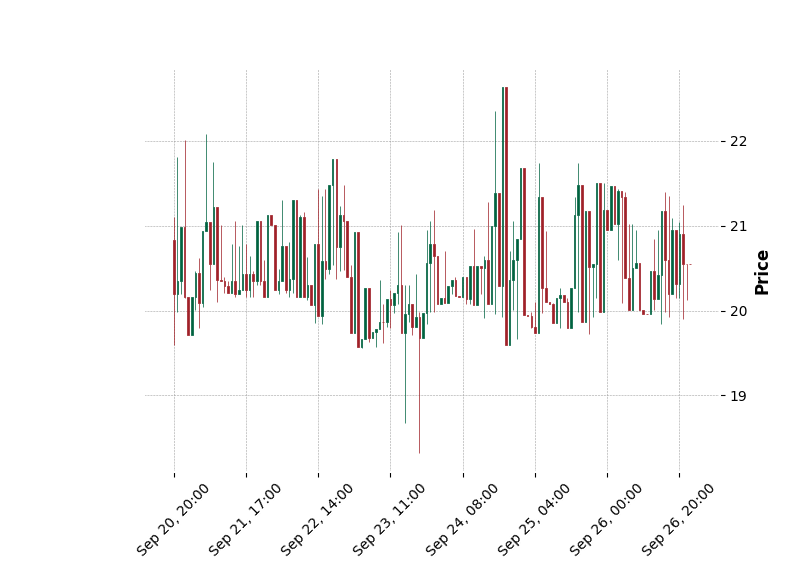 22
21
20
19
Price
Sep 20, 20:00
Sep 21, 17:00
Sep 22, 14:00
Sep 23, 11:00
Sep 24, 08:00
Sep 25, 04:00
Sep 26, 00:00
Sep 26, 20:00